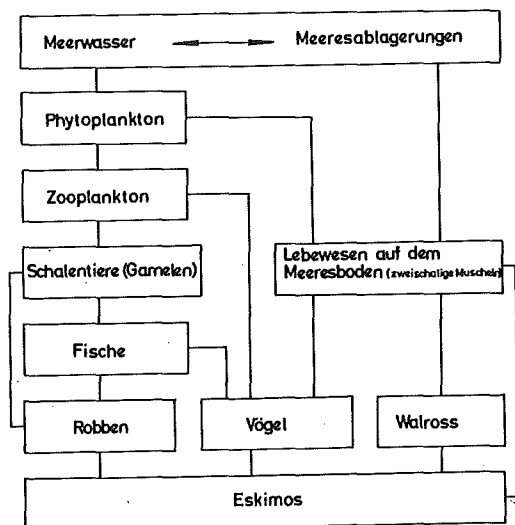 Meerwasser
Meeresablagerungen
Phytoplankton
Zooplankton
Schalentiere (Garnelen)
Lebewesen auf dem
Meeresboden (zweischalige Muscheln)
Fische
Robben
Vögel
Walross
Eskimos